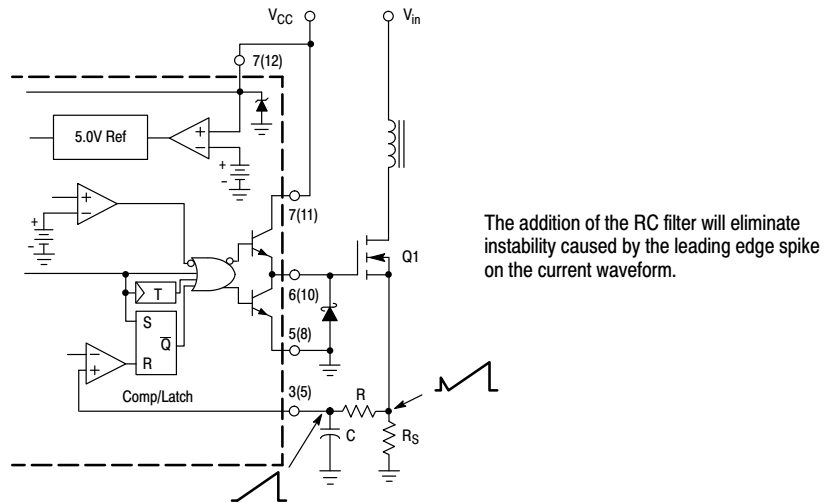 VCC
Vin
7(12)
5.0V Ref
+
−
+
-
+
−
+
-
7(11)
Q1
The addition of the RC filter will eliminate
instability caused by the leading edge spike
on the current waveform.
T
6(10)
S
Q
R
5(8)
−
+
Comp/Latch
3(5)
R
C
RS